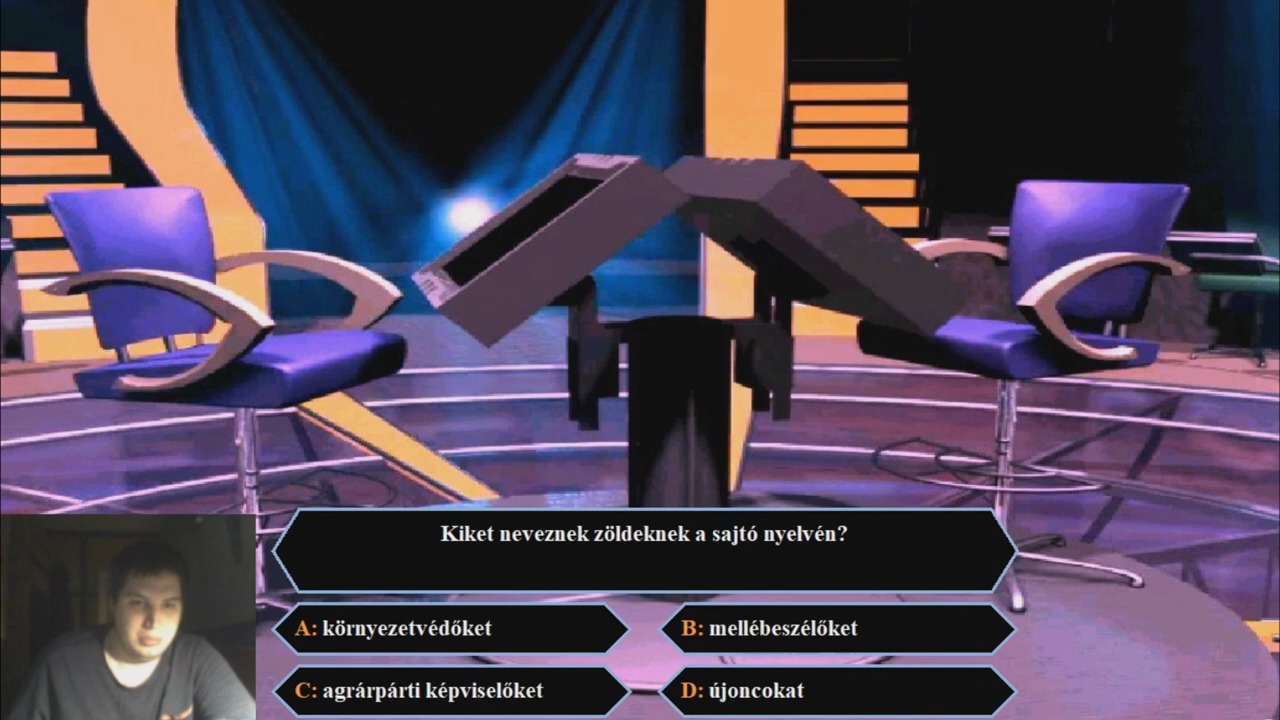 Kiket neveznek zöldeknek a sajtó nyelvén?
A: környezetvédőket
B: mellébeszélőket
C: agrárpárti képviselőket
D: újoncokat